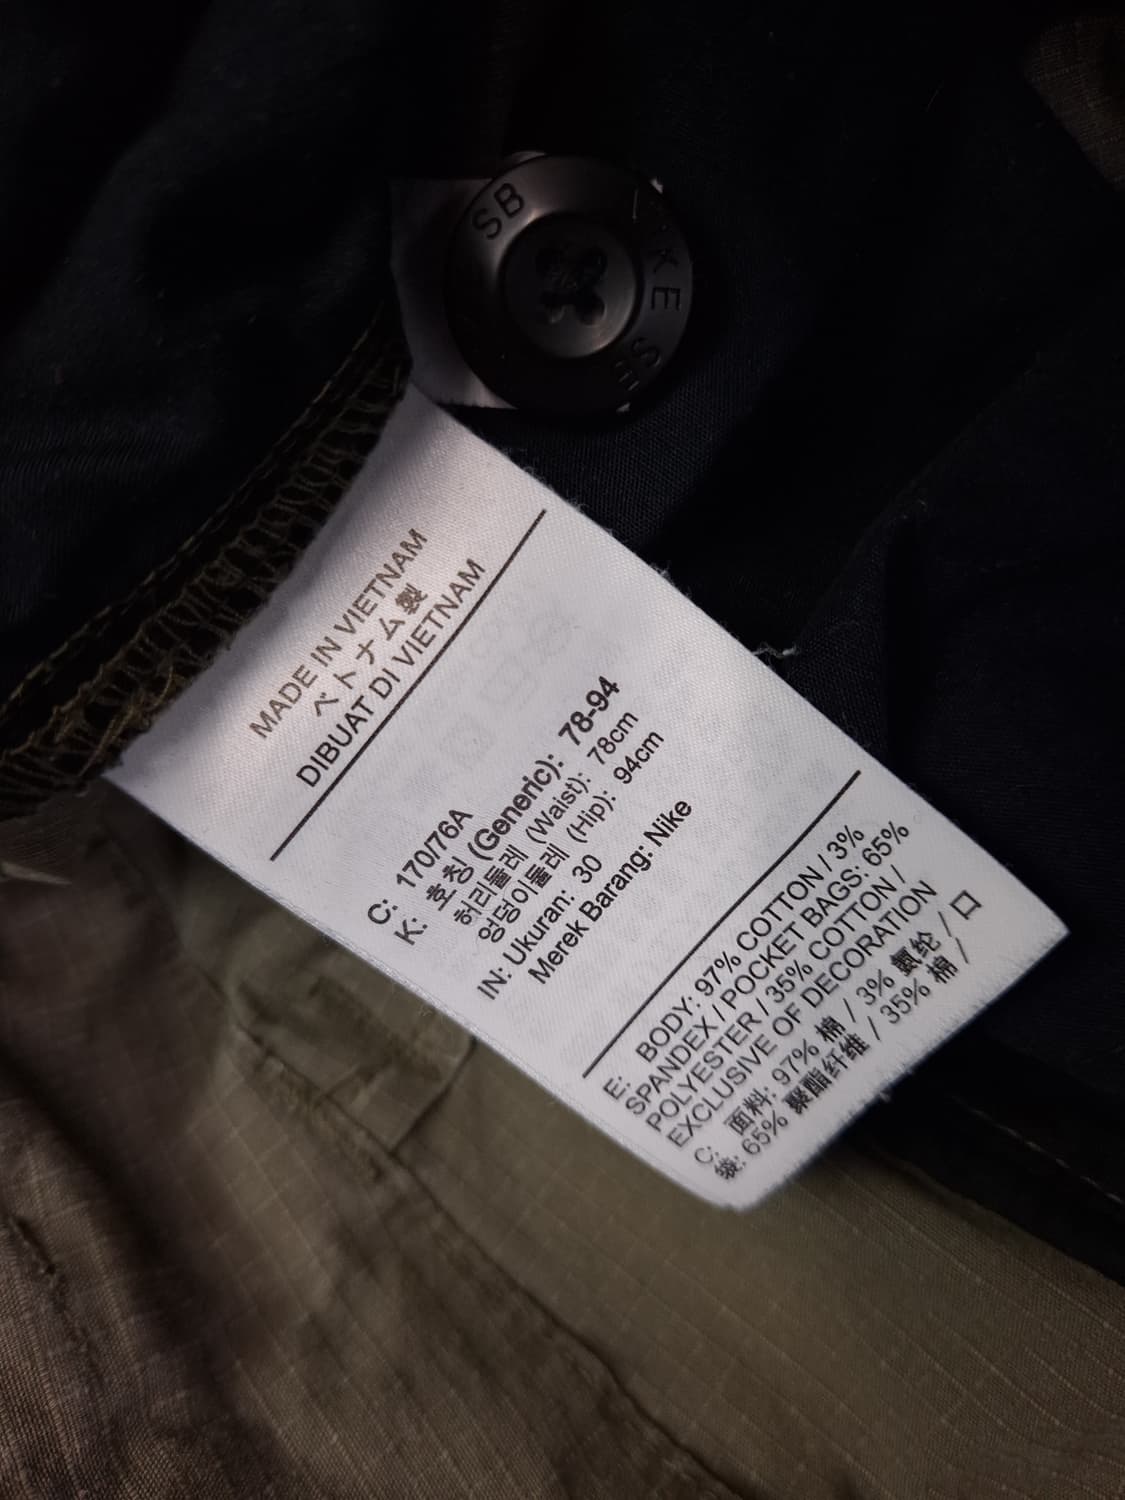 SB
KE
SB
MADE IN VIETNAM
ベトナム製
DIBUAT DI VIETNAM
C: 170/76A
K: 호칭 (Generic): 78-94
허리둘레 (Waist): 78cm
엉덩이둘레 (Hip): 94cm
IN: Ukuran: 30
Merek Barang: Nike
E: BODY: 97% COTTON / 3%
SPANDEX / POCKET BAGS: 65%
POLYESTER / 35% COTTON /
EXCLUSIVE OF DECORATION
C: 面料: 97% 棉 / 3% 氨纶 / 口
袋: 65% 聚酯纤维 / 35% 棉 /